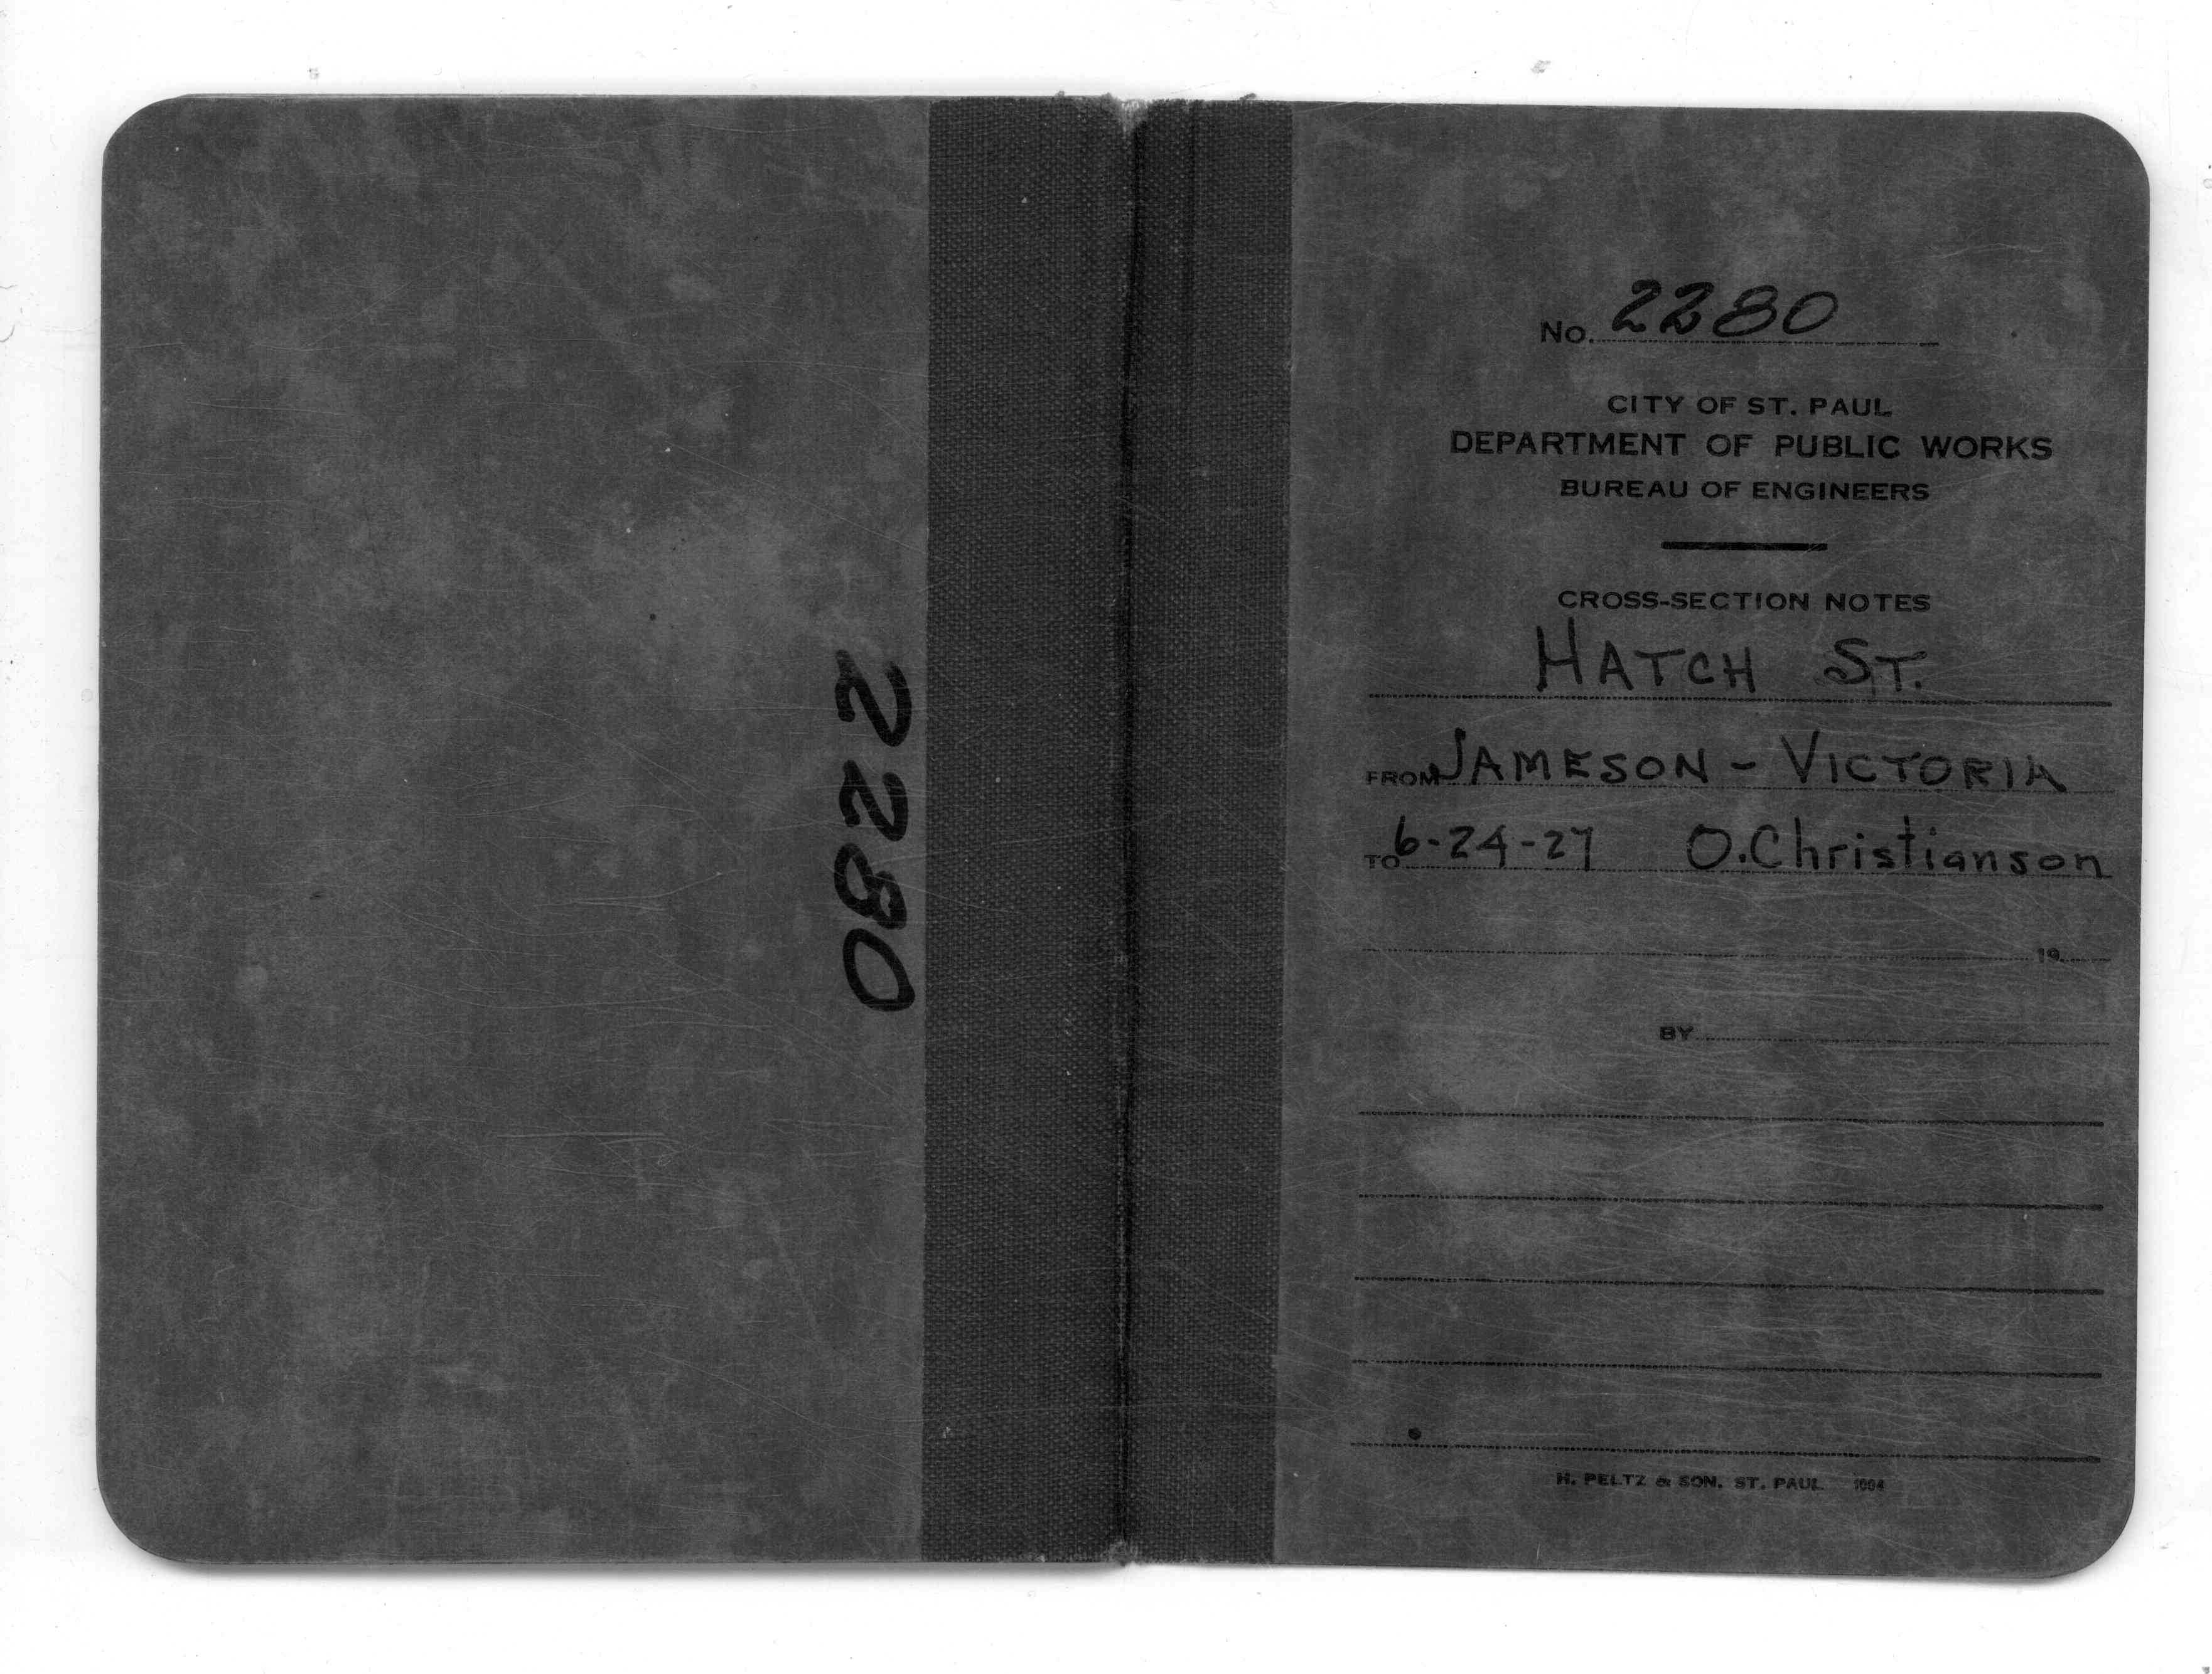 2280
No. 2280
CITY OF ST. PAUL
DEPARTMENT OF PUBLIC WORKS
BUREAU OF ENGINEERS
CROSS-SECTION NOTES
HATCH ST.
FROM JAMESON - VICTORIA
TO 6-24-27 O. Christianson
19
BY
H. PELTZ & SON. ST. PAUL